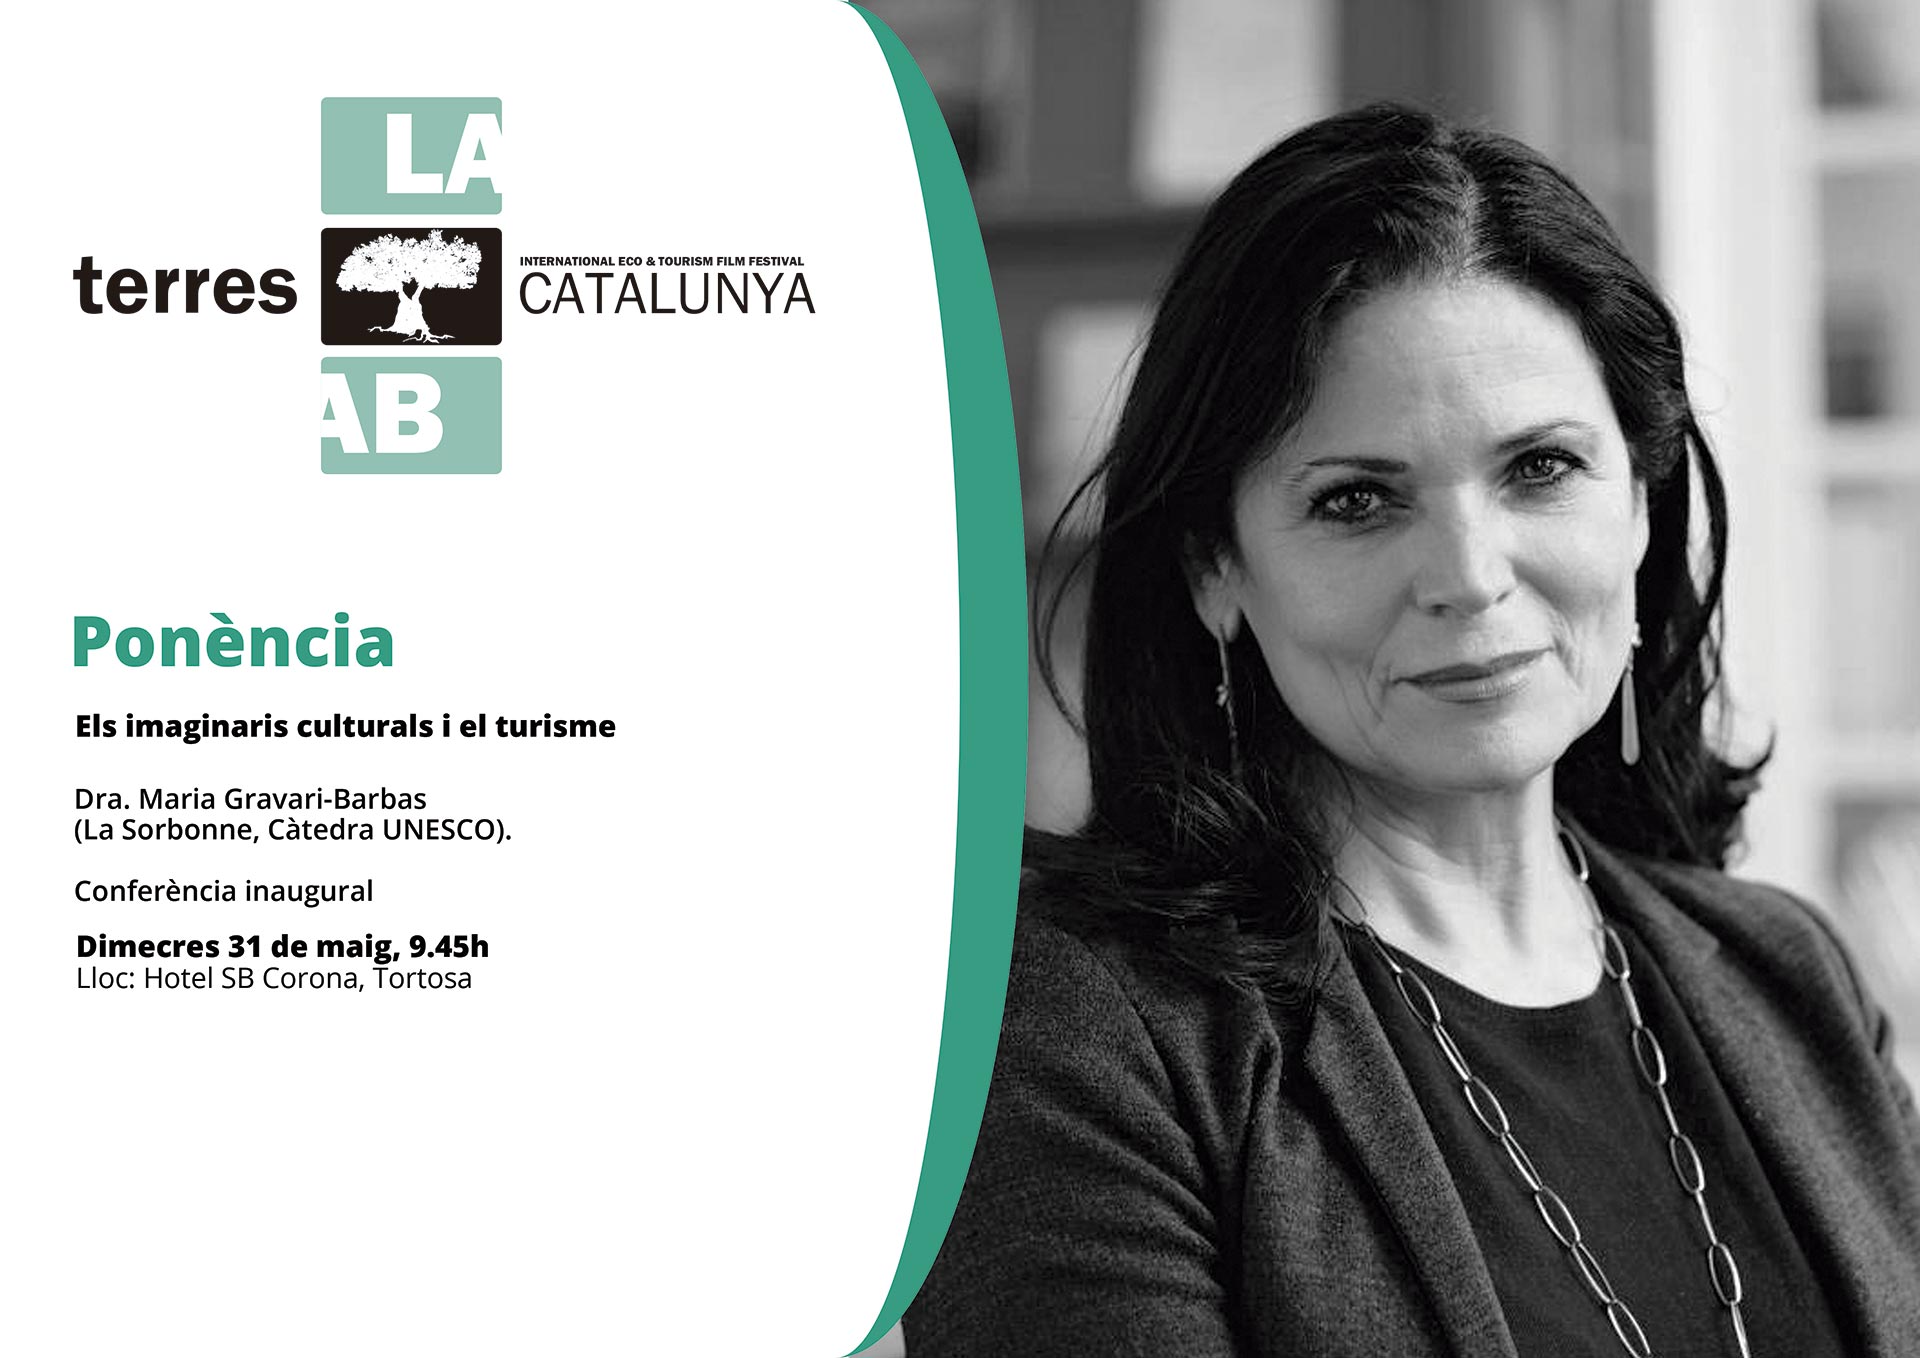 LA
terres
INTERNATIONAL ECO & TOURISM FILM FESTIVAL
CATALUNYA
AB
Ponència
Els imaginaris culturals i el turisme
Dra. Maria Gravari-Barbas
(La Sorbonne, Càtedra UNESCO).
Conferència inaugural
Dimecres 31 de maig, 9.45h
Lloc: Hotel SB Corona, Tortosa